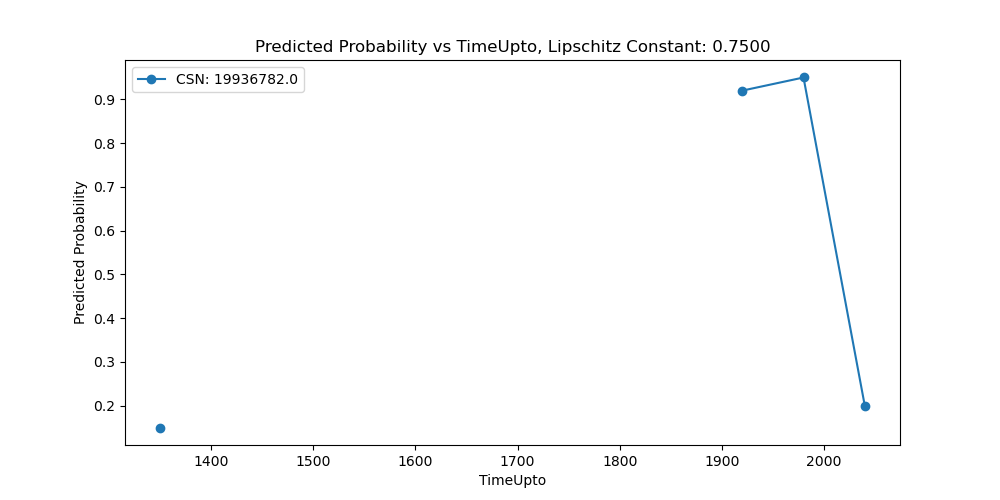 Predicted Probability vs TimeUpto, Lipschitz Constant: 0.7500
CSN: 19936782.0
Predicted Probability
0.9
0.8
0.7
0.6
0.5
0.4
0.3
0.2
1400 1500 1600 1700 1800 1900 2000
TimeUpto